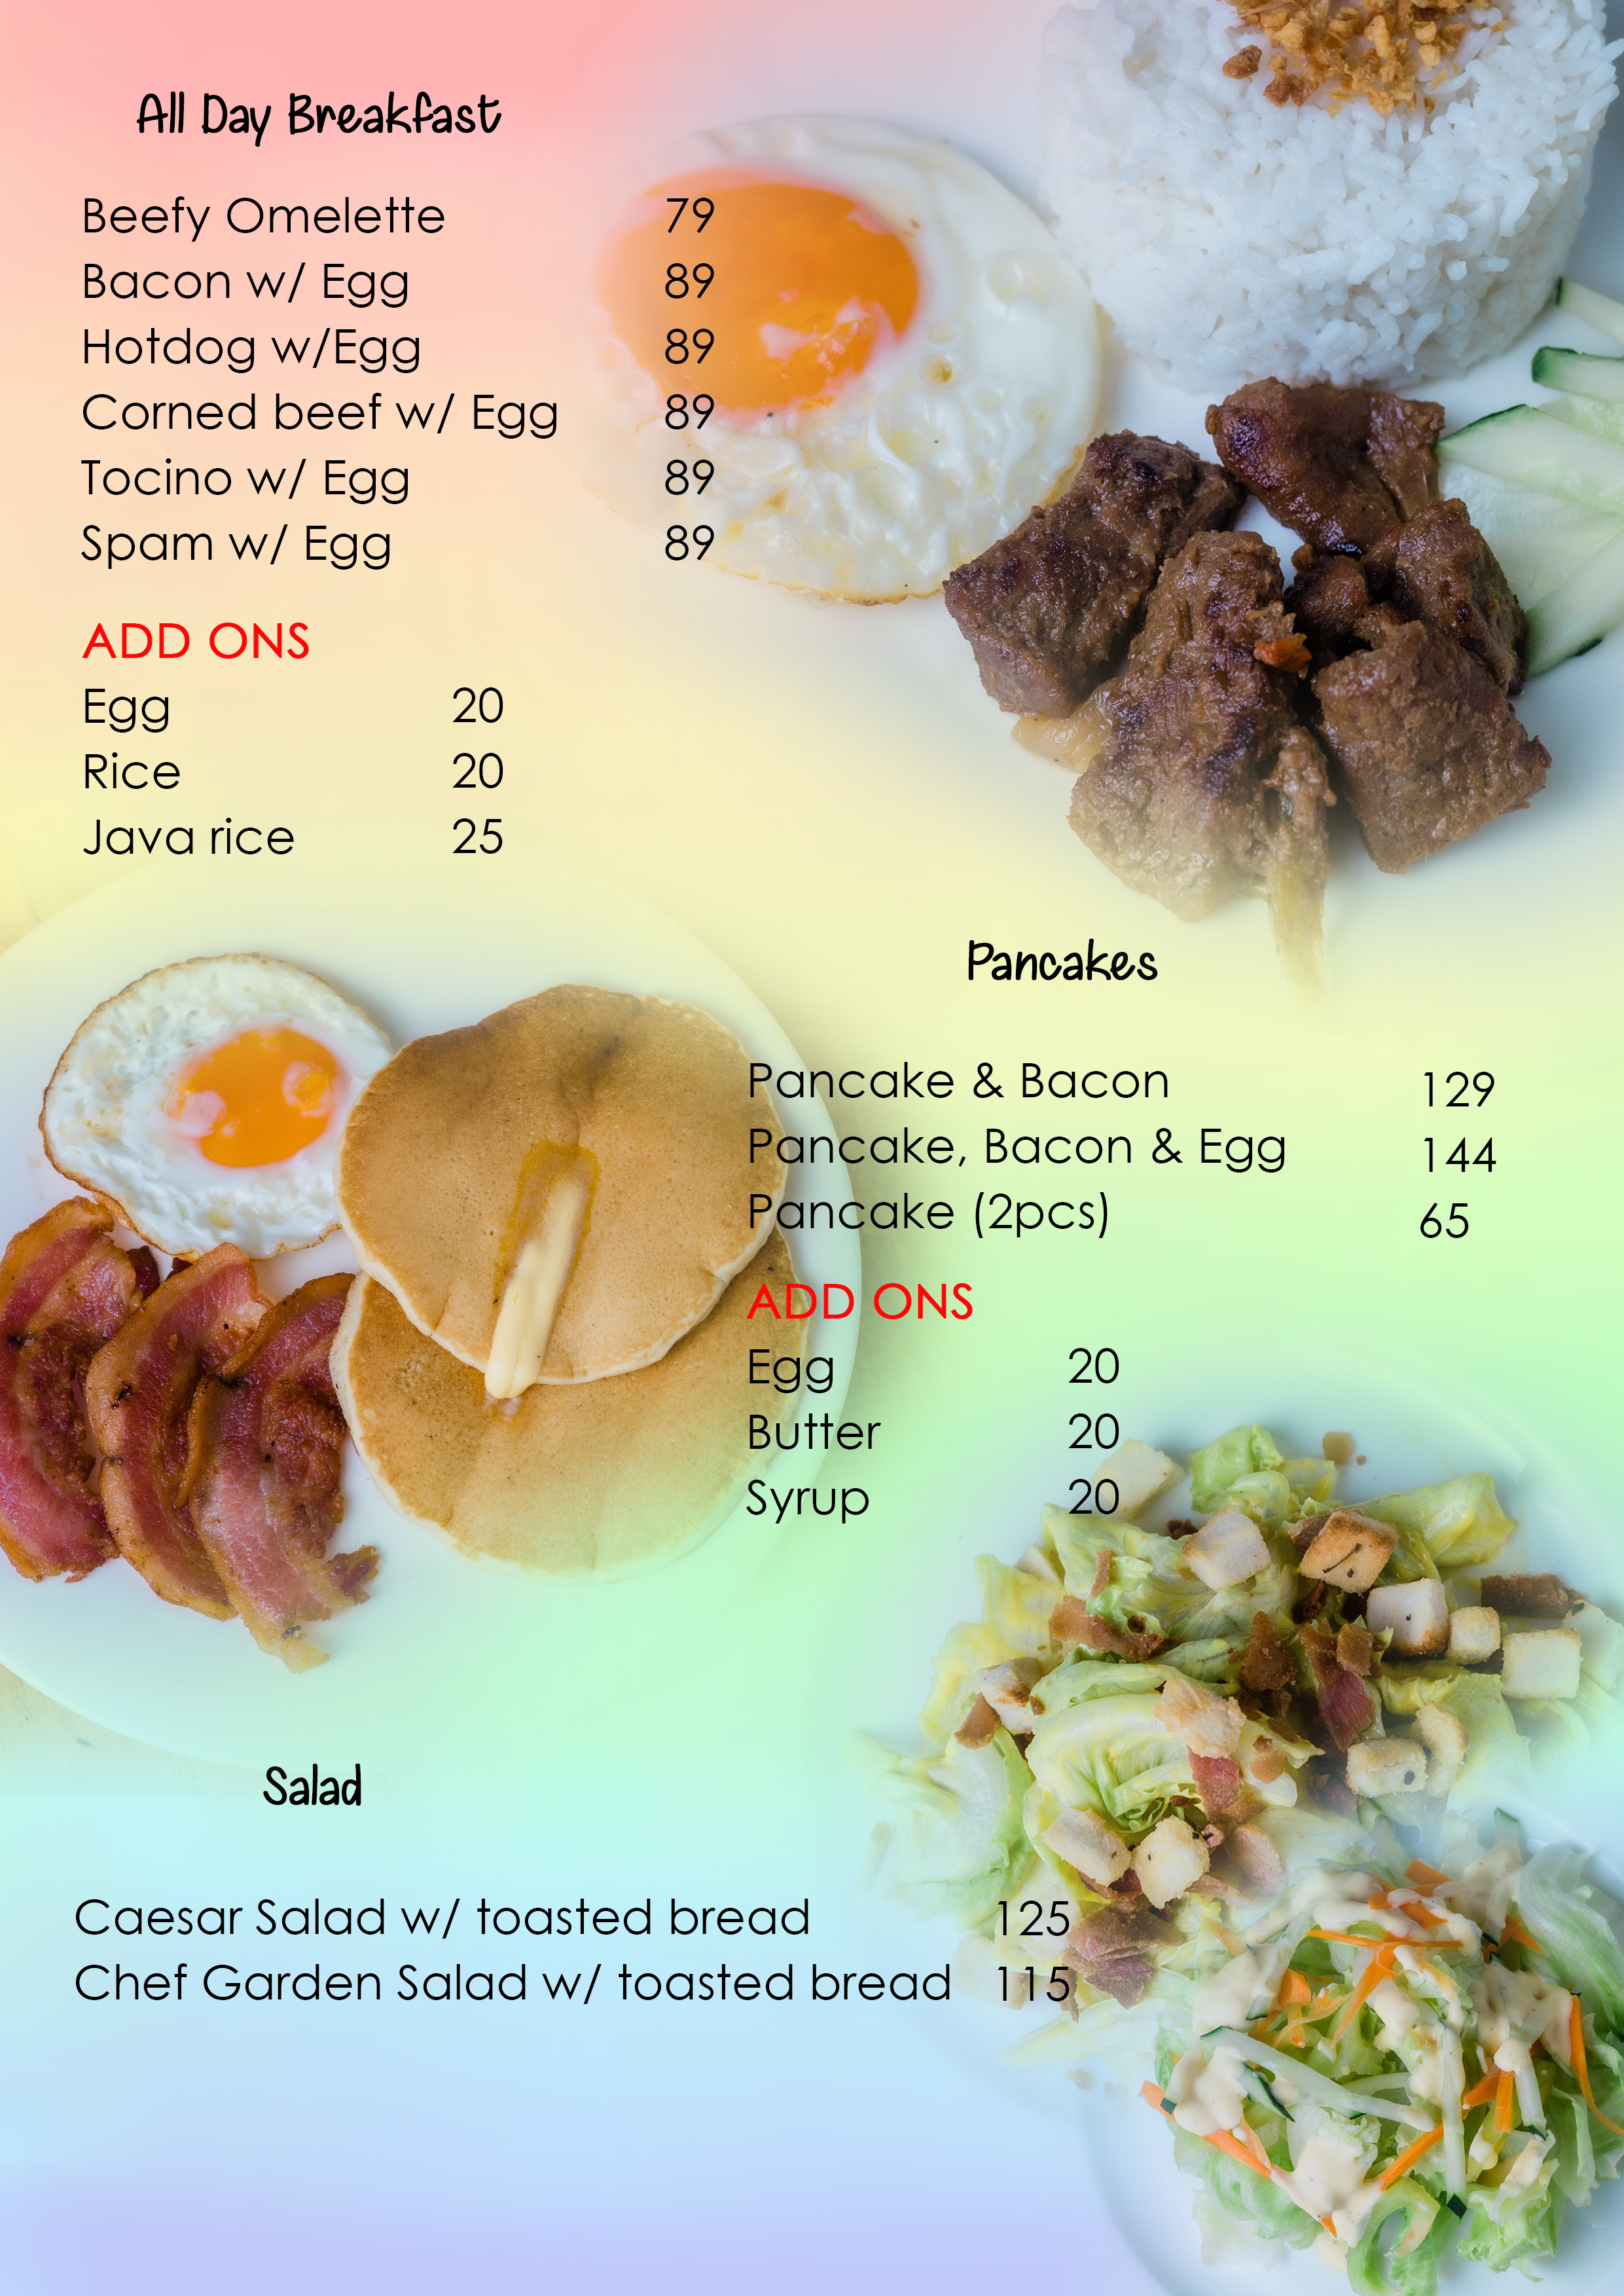 All Day Breakfast
Beefy Omelette 79
Bacon w/ Egg 89
Hotdog w/Egg 89
Corned beef w/ Egg 89
Tocino w/ Egg 89
Spam w/ Egg 89
ADD ONS
Egg 20
Rice 20
Java rice 25
Pancakes
Pancake & Bacon 129
Pancake, Bacon & Egg 144
Pancake (2pcs) 65
ADD ONS
Egg 20
Butter 20
Syrup 20
Salad
Caesar Salad w/ toasted bread 125
Chef Garden Salad w/ toasted bread 115